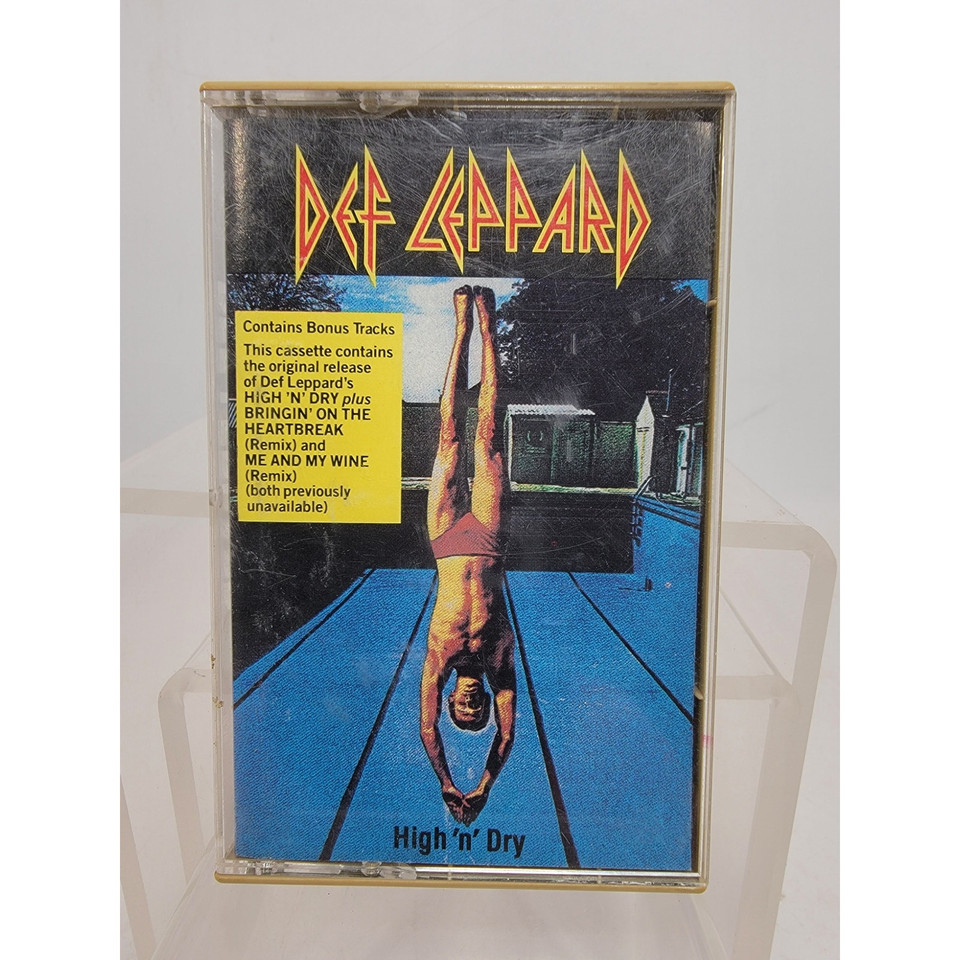 DEF LEPPARD
Contains Bonus Tracks
This cassette contains
the original release
of Def Leppard's
HIGH 'N' DRY plus
BRINGIN' ON THE
HEARTBREAK
(Remix) and
ME AND MY WINE
(Remix)
(both previously
unavailable)
High 'n' Dry